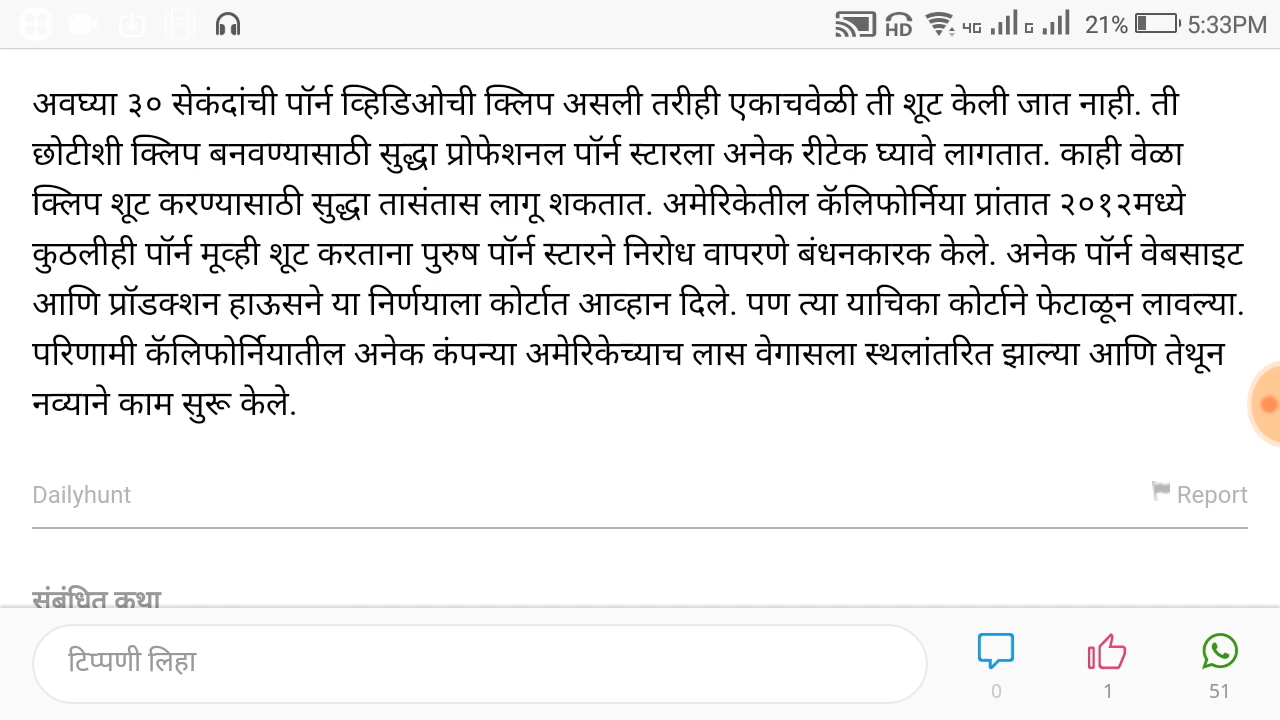 HD 4G G 21% 5:33PM
अवघ्या ३० सेकंदांची पॉर्न व्हिडिओची क्लिप असली तरीही एकाचवेळी ती शूट केली जात नाही. ती
छोटीशी क्लिप बनवण्यासाठी सुद्धा प्रोफेशनल पॉर्न स्टारला अनेक रीटेक घ्यावे लागतात. काही वेळा
क्लिप शूट करण्यासाठी सुद्धा तासंतास लागू शकतात. अमेरिकेतील कॅलिफोर्निया प्रांतात २०१२मध्ये
कुठलीही पॉर्न मूव्ही शूट करताना पुरुष पॉर्न स्टारने निरोध वापरणे बंधनकारक केले. अनेक पॉर्न वेबसाइट
आणि प्रॉडक्शन हाऊसने या निर्णयाला कोर्टात आव्हान दिले. पण त्या याचिका कोर्टाने फेटाळून लावल्या.
परिणामी कॅलिफोर्नियातील अनेक कंपन्या अमेरिकेच्याच लास वेगासला स्थलांतरित झाल्या आणि तेथून
नव्याने काम सुरू केले.
Dailyhunt Report
संबंधित कथा
टिप्पणी लिहा
0 1 51